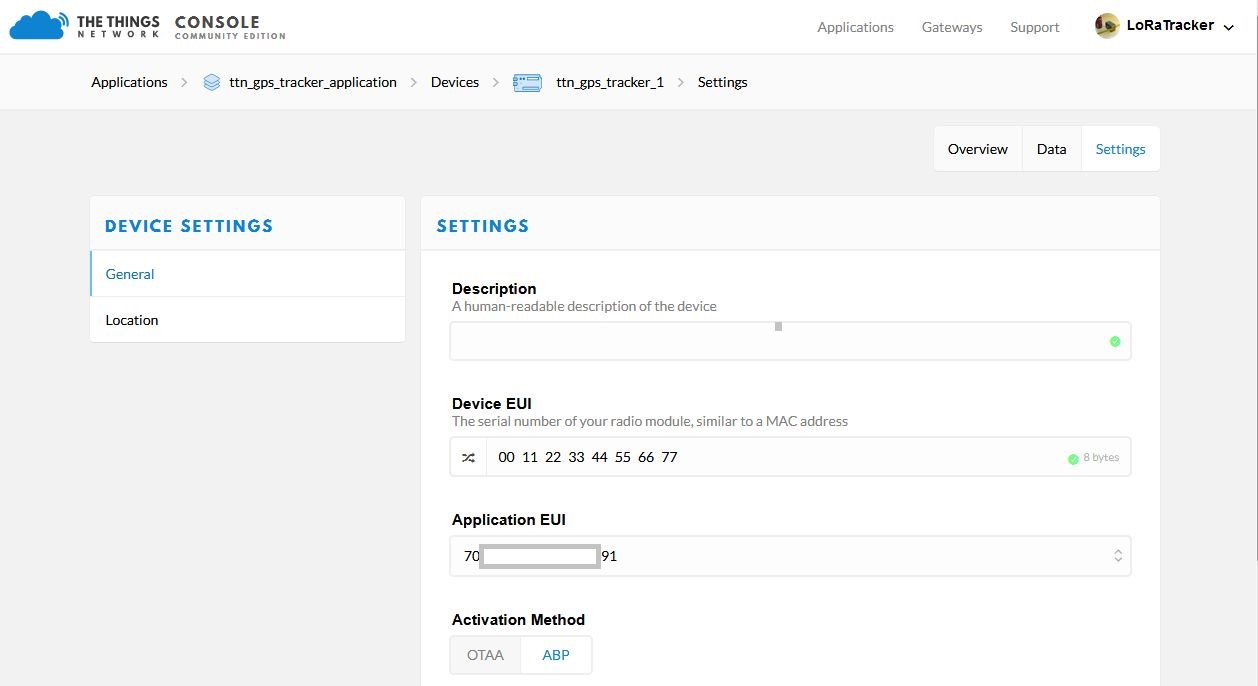 THE THINGS NETWORK CONSOLE COMMUNITY EDITION
Applications Gateways Support LoRaTracker
Applications ttn_gps_tracker_application Devices ttn_gps_tracker_1 Settings
Overview Data Settings
DEVICE SETTINGS
General
Location
SETTINGS
Description
A human-readable description of the device
Device EUI
The serial number of your radio module, similar to a MAC address
00 11 22 33 44 55 66 77 8 bytes
Application EUI
70 91
Activation Method
OTAA ABP